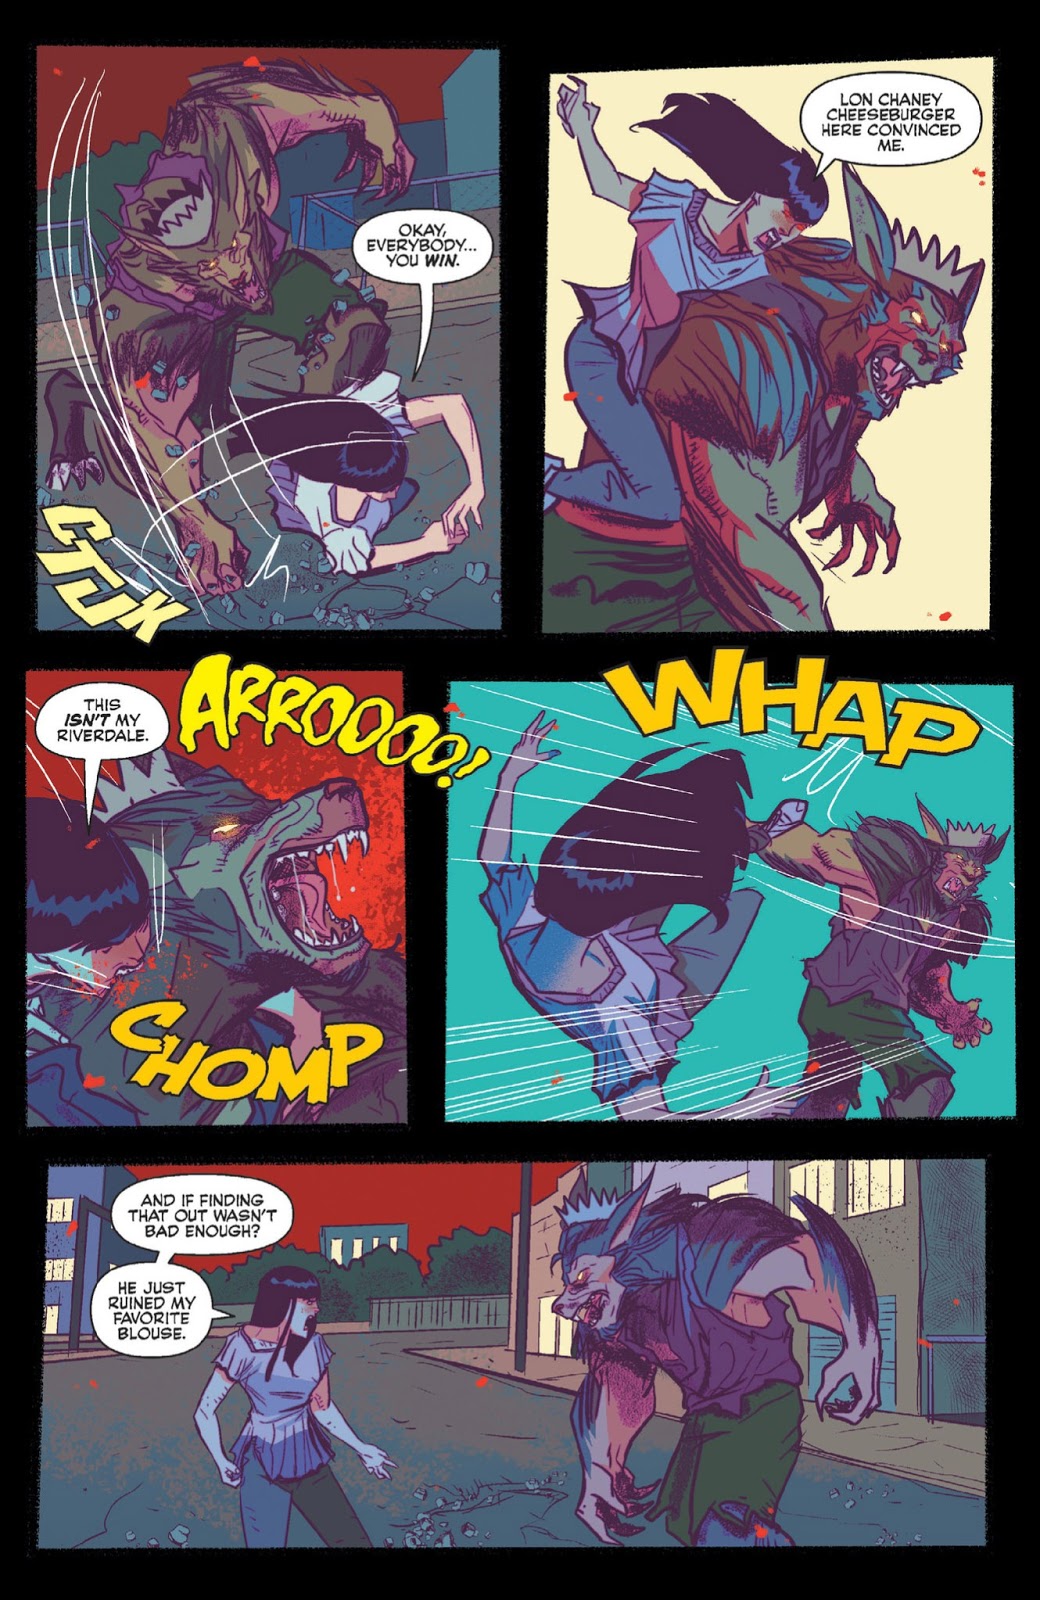 OKAY,
EVERYBODY...
YOU WIN.
CTUK
LON CHANEY
CHEESEBURGER
HERE CONVINCED
ME.
THIS
ISN'T MY
RIVERDALE.
ARROOOO!
CHOMP
WHAP
AND IF FINDING
THAT OUT WASN'T
BAD ENOUGH?
HE JUST
RUINED MY
FAVORITE
BLOUSE.